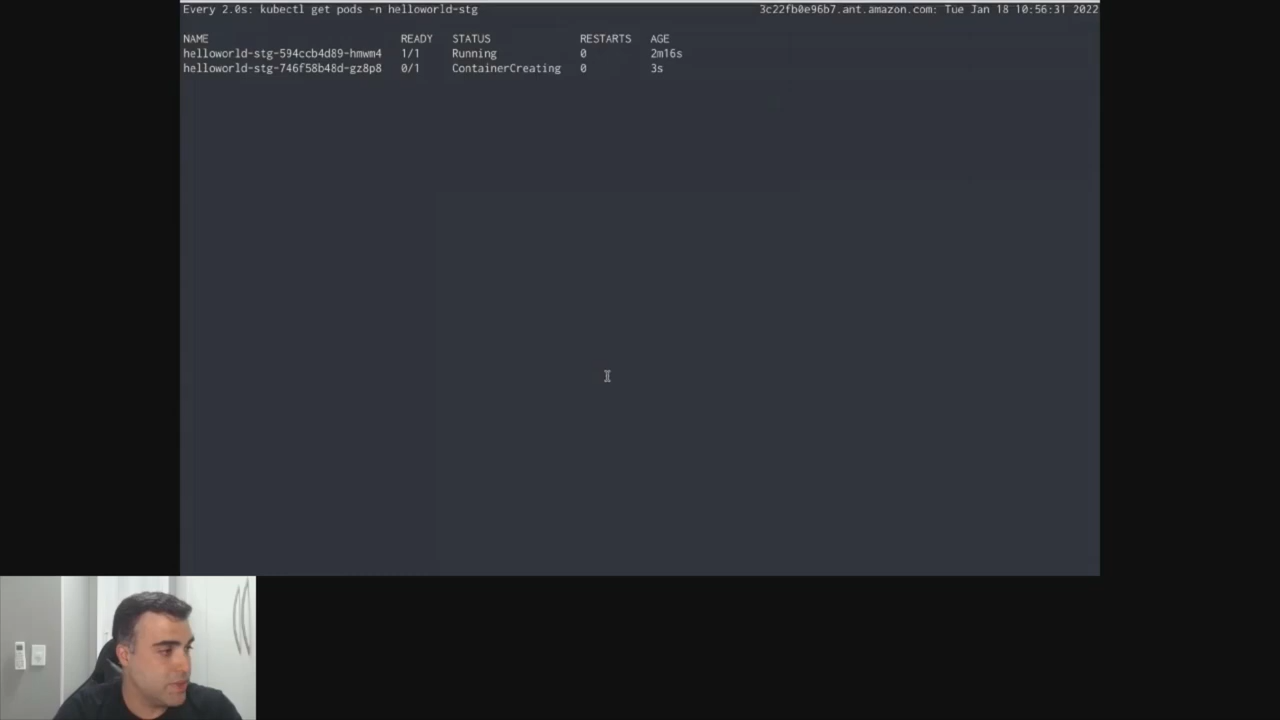 Every 2.0s: kubectl get pods -n helloworld-stg 3c22fb0e96b7.ant.amazon.com: Tue Jan 18 10:56:31 2022
NAME READY STATUS RESTARTS AGE
helloworld-stg-594ccb4d89-hmwm4 1/1 Running 0 2m16s
helloworld-stg-746f58b48d-gz8p8 0/1 ContainerCreating 0 3s